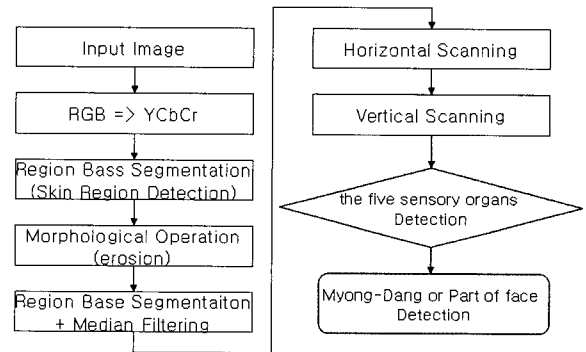 Input Image
RGB => YCbCr
Region Bass Segmentation
(Skin Region Detection)
Morphological Operation
(erosion)
Region Base Segmentaiton
+ Median Filtering
Horizontal Scanning
Vertical Scanning
the five sensory organs
Detection
Myong-Dang or Part of face
Detection